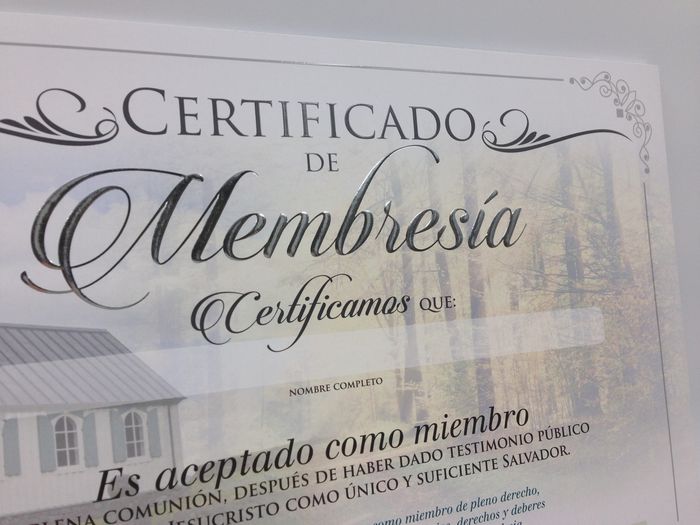 CERTIFICADO
DE
Membresía
Certificamos QUE:
NOMBRE COMPLETO
Es aceptado como miembro
PLENA COMUNIÓN, DESPUÉS DE HABER DADO TESTIMONIO PÚBLICO
JESUCRISTO COMO ÚNICO Y SUFICIENTE SALVADOR.
como miembro de pleno derecho,
derechos y deberes